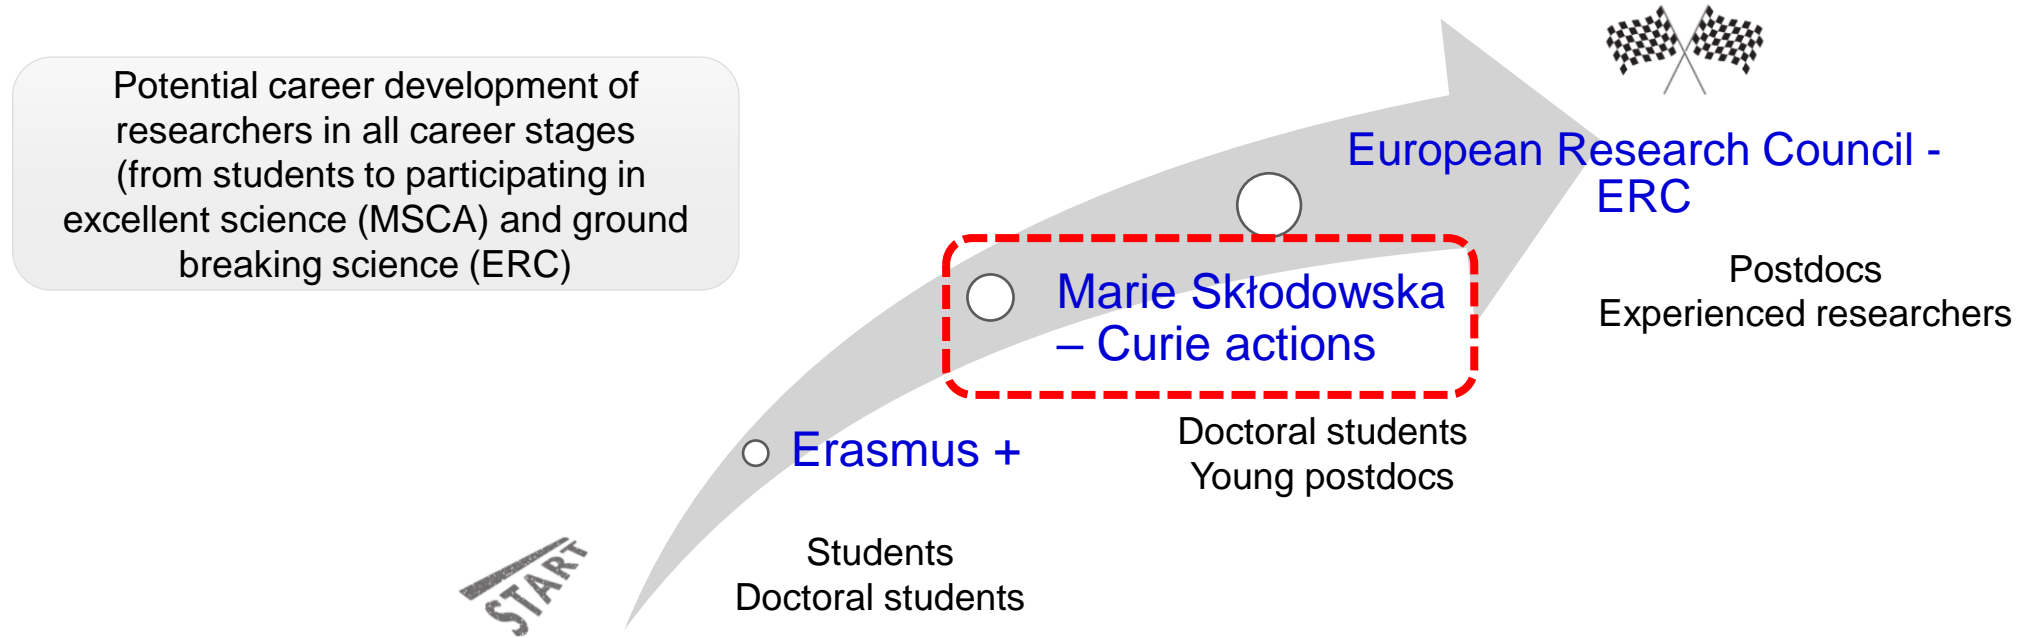 Potential career development of
researchers in all career stages
(from students to participating in
excellent science (MSCA) and ground
breaking science (ERC)
European Research Council -
ERC
Postdocs
Experienced researchers
Marie Skłodowska
– Curie actions
Doctoral students
Young postdocs
Erasmus +
Students
Doctoral students
START